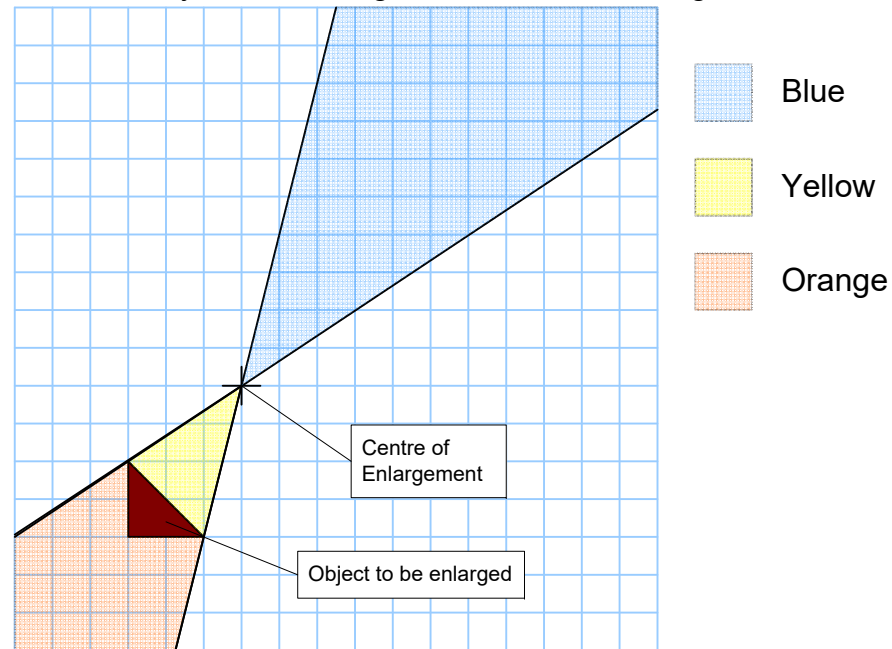 Blue
Yellow
Orange
Centre of
Enlargement
Object to be enlarged